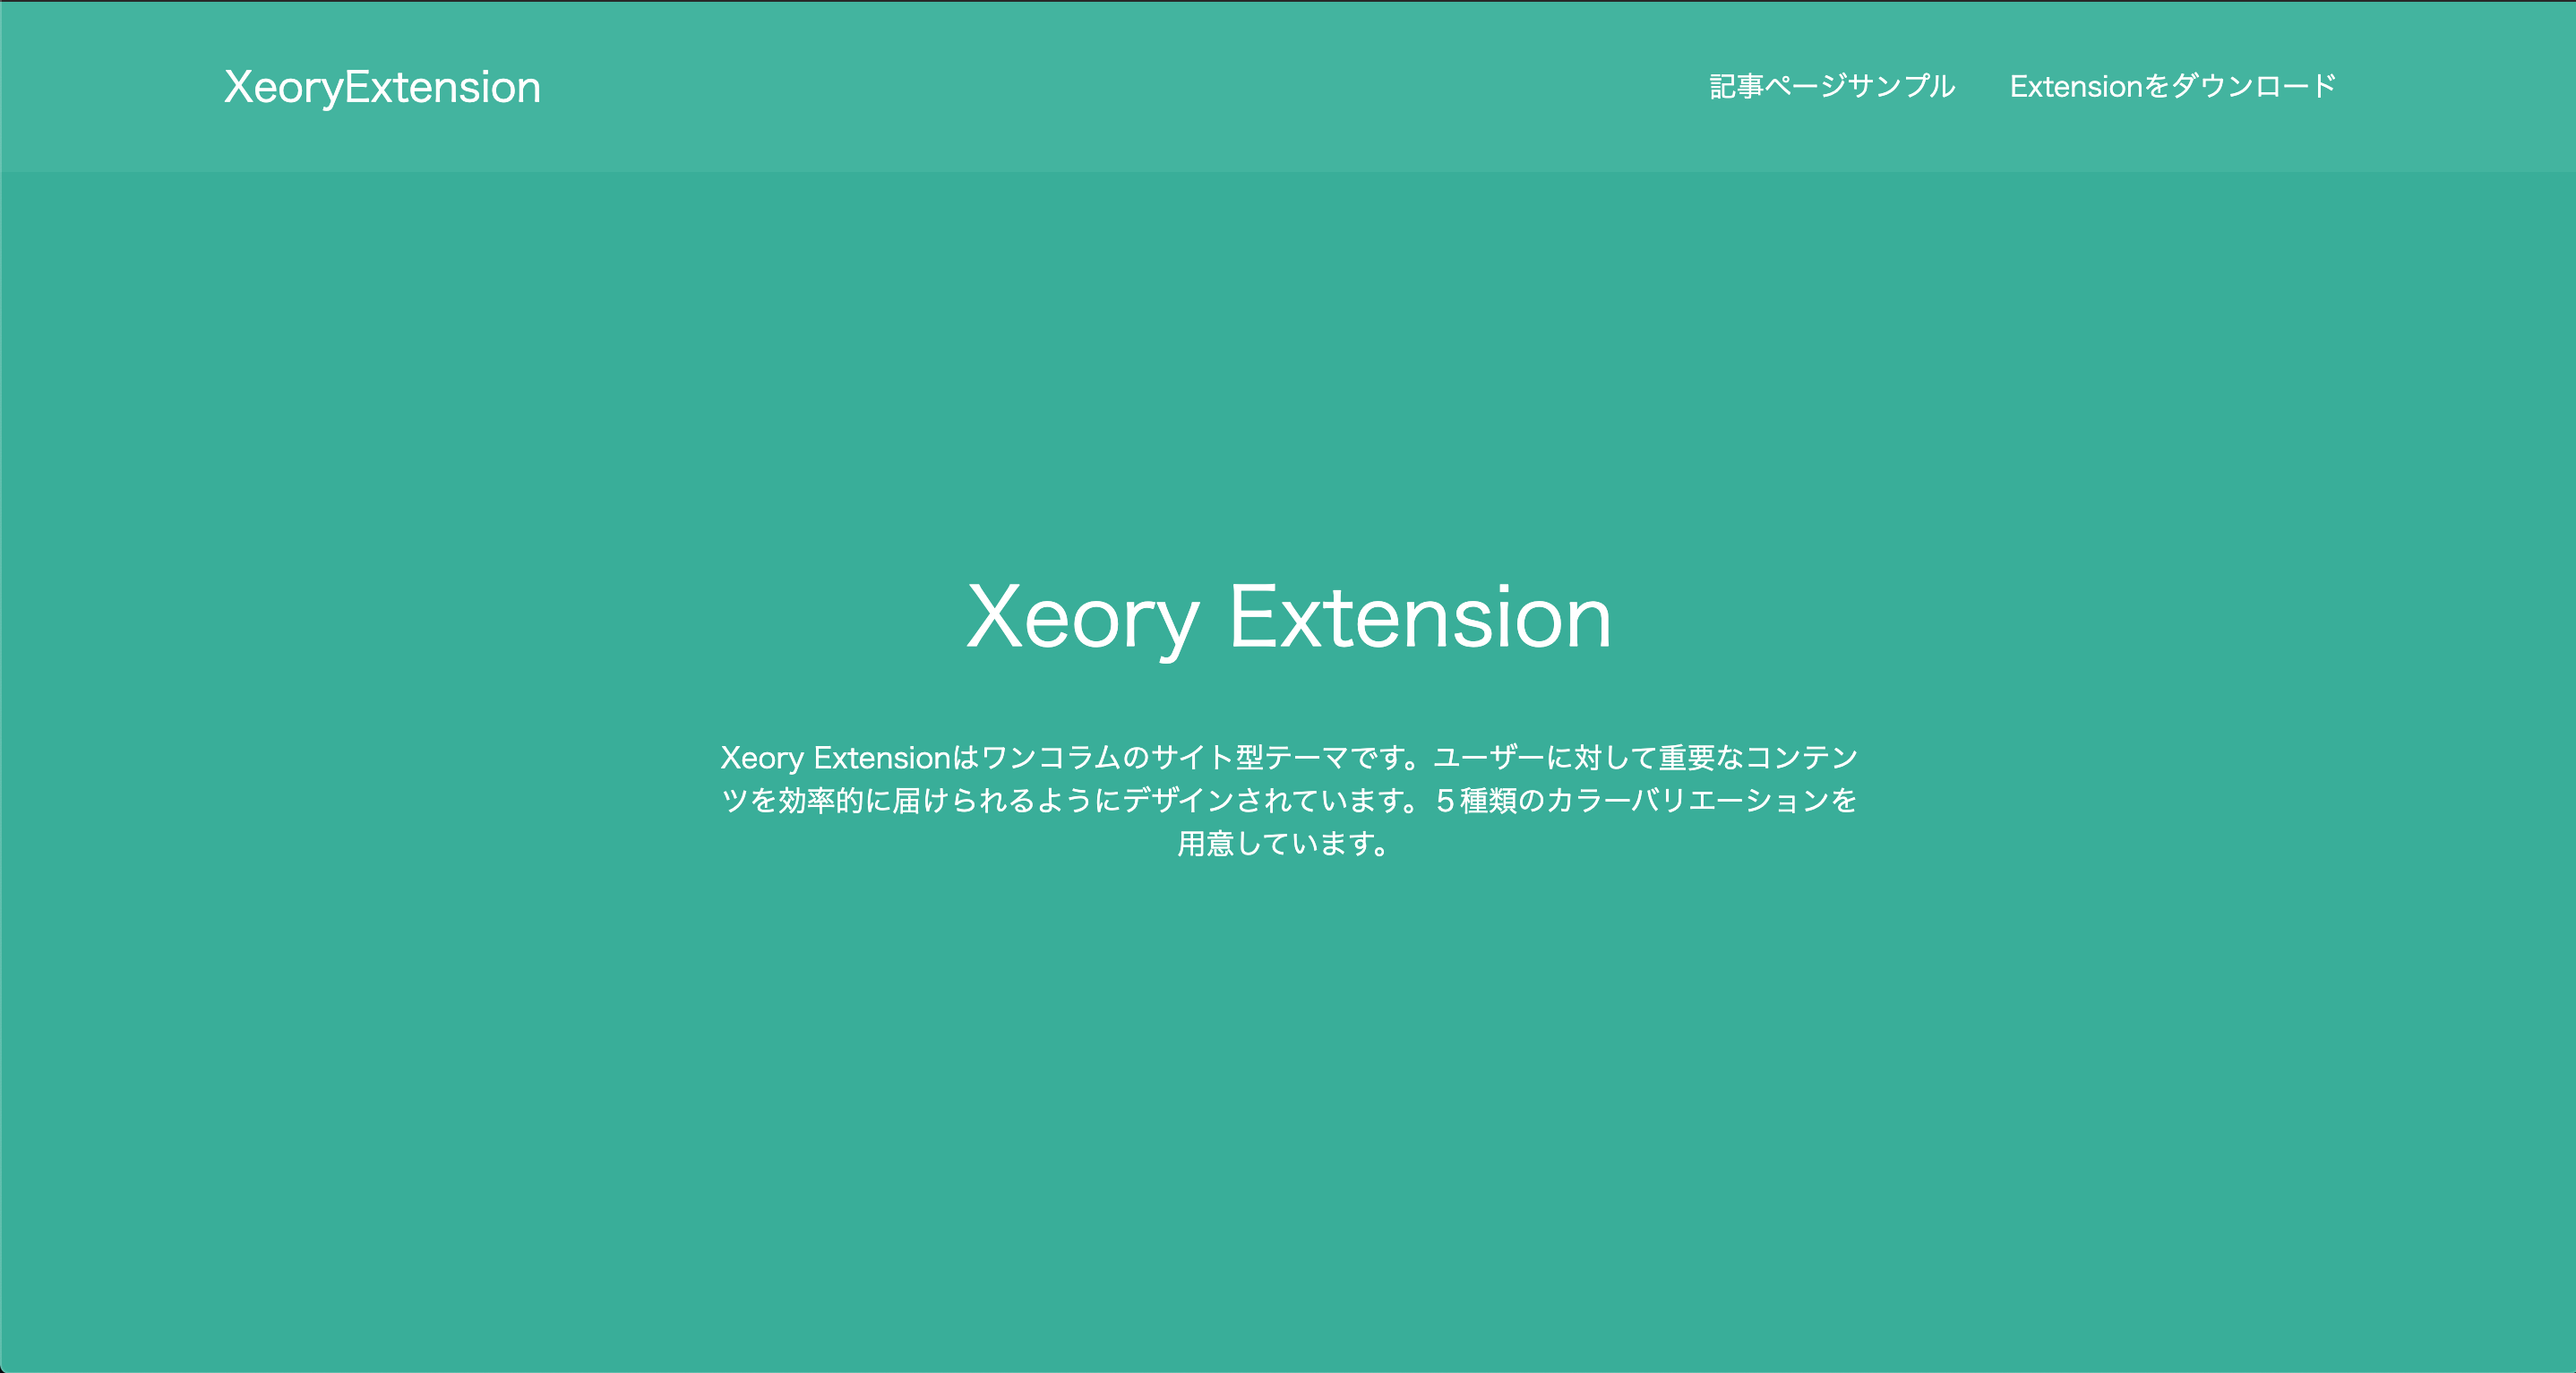 XeoryExtension
記事ページサンプル
Extensionをダウンロード
Xeory Extension
Xeory Extensionはワンコラムのサイト型テーマです。ユーザーに対して重要なコンテン
ツを効率的に届けられるようにデザインされています。５種類のカラーバリエーションを
用意しています。